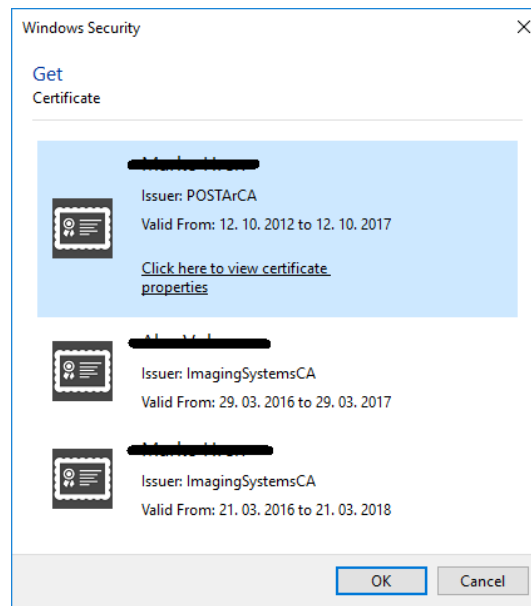 Windows Security
Get
Certificate
Issuer: POSTArCA
Valid From: 12. 10. 2012 to 12. 10. 2017
Click here to view certificate
properties
Issuer: ImagingSystemsCA
Valid From: 29. 03. 2016 to 29. 03. 2017
Issuer: ImagingSystemsCA
Valid From: 21. 03. 2016 to 21. 03. 2018
OK
Cancel